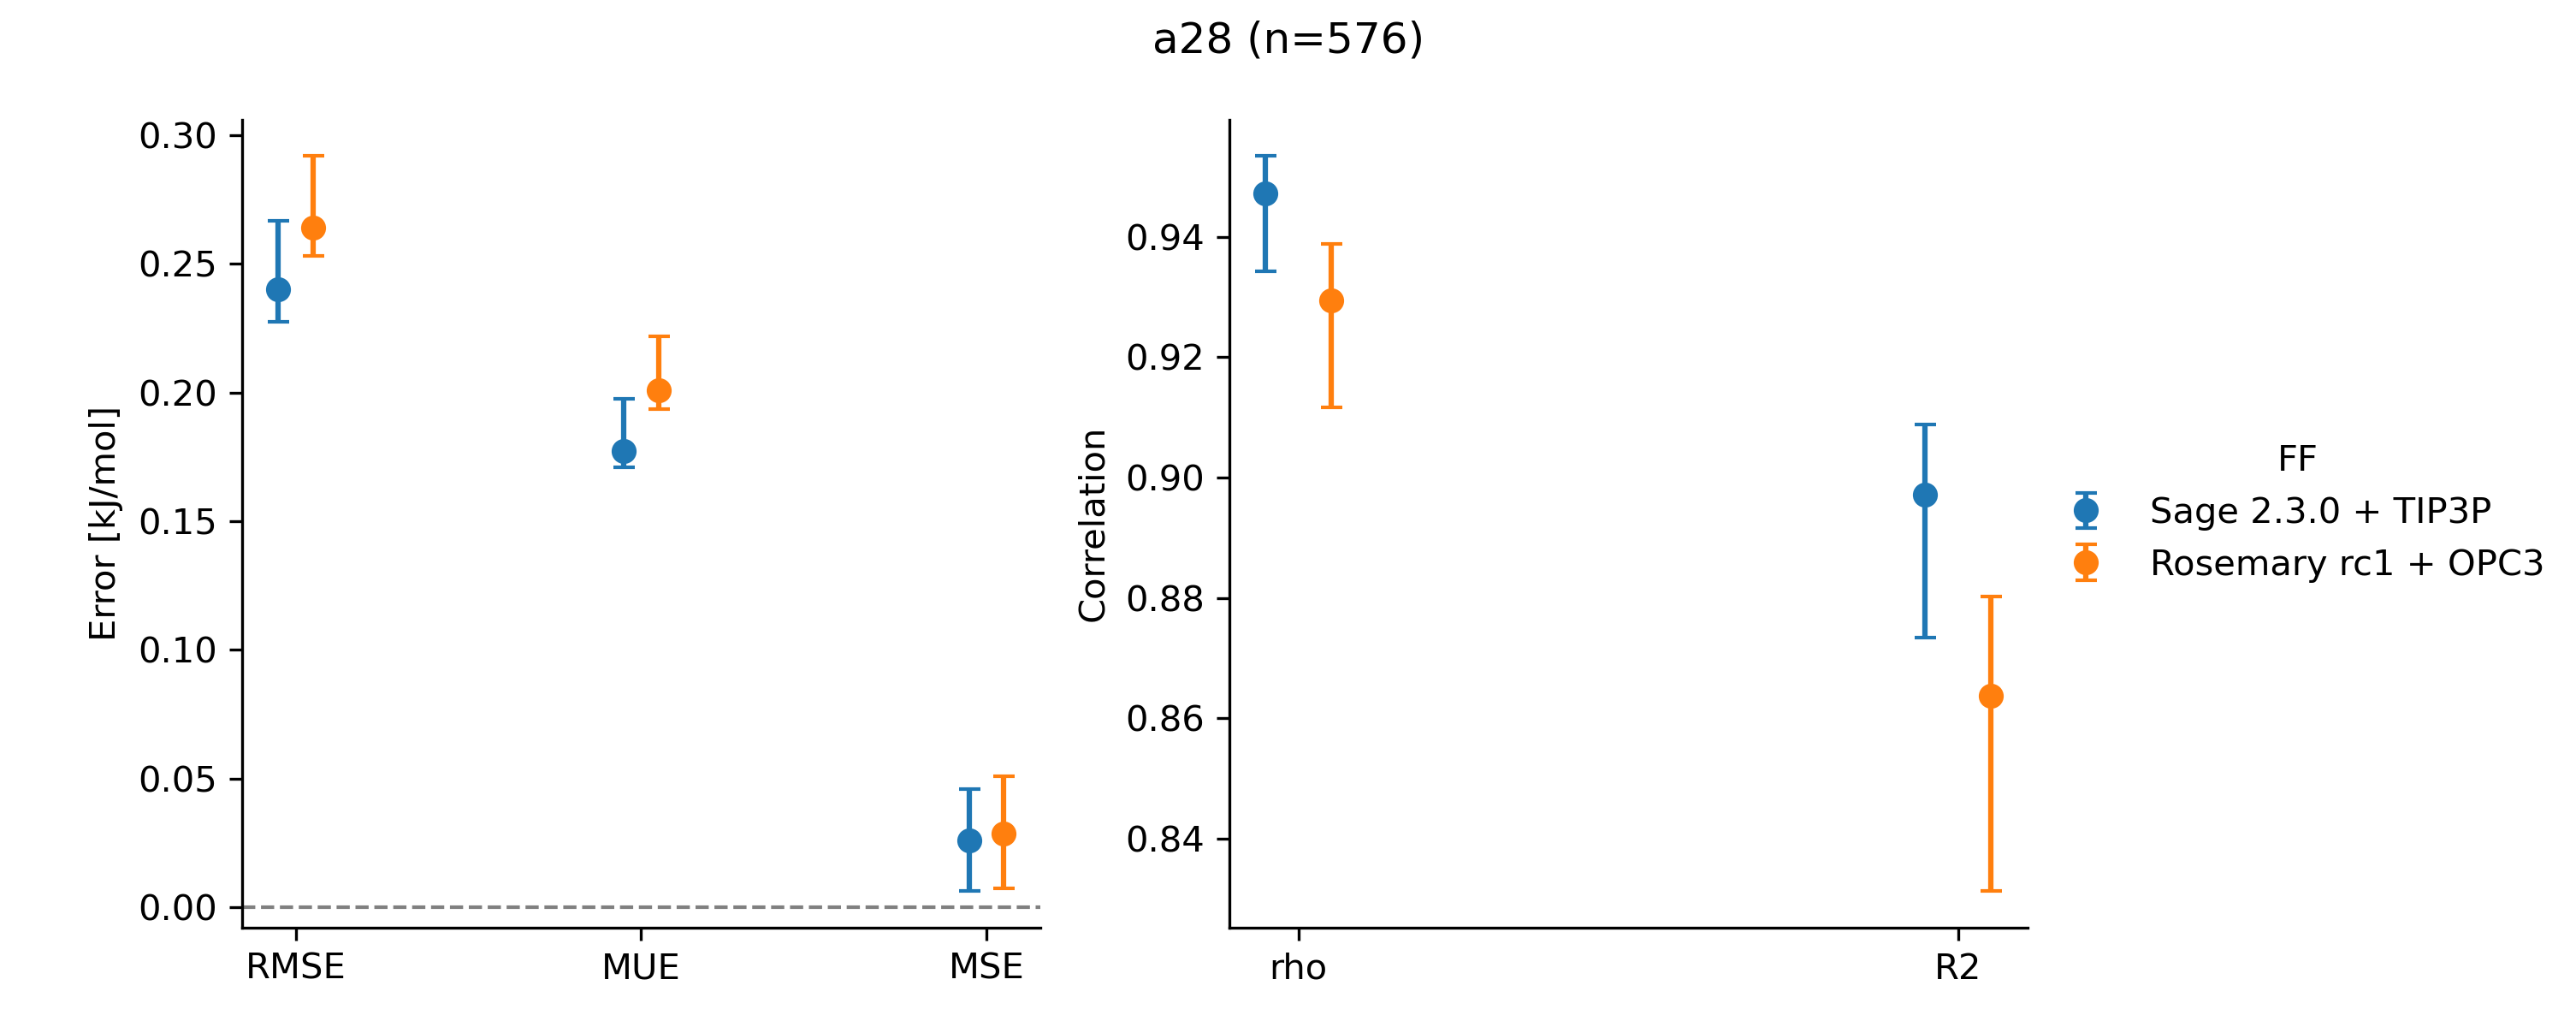 a28 (n=576)
Error [kJ/mol]
0.30
0.25
0.20
0.15
0.10
0.05
0.00
RMSE
MUE
MSE
Correlation
0.94
0.92
0.90
0.88
0.86
0.84
rho
R2
FF
Sage 2.3.0 + TIP3P
Rosemary rc1 + OPC3